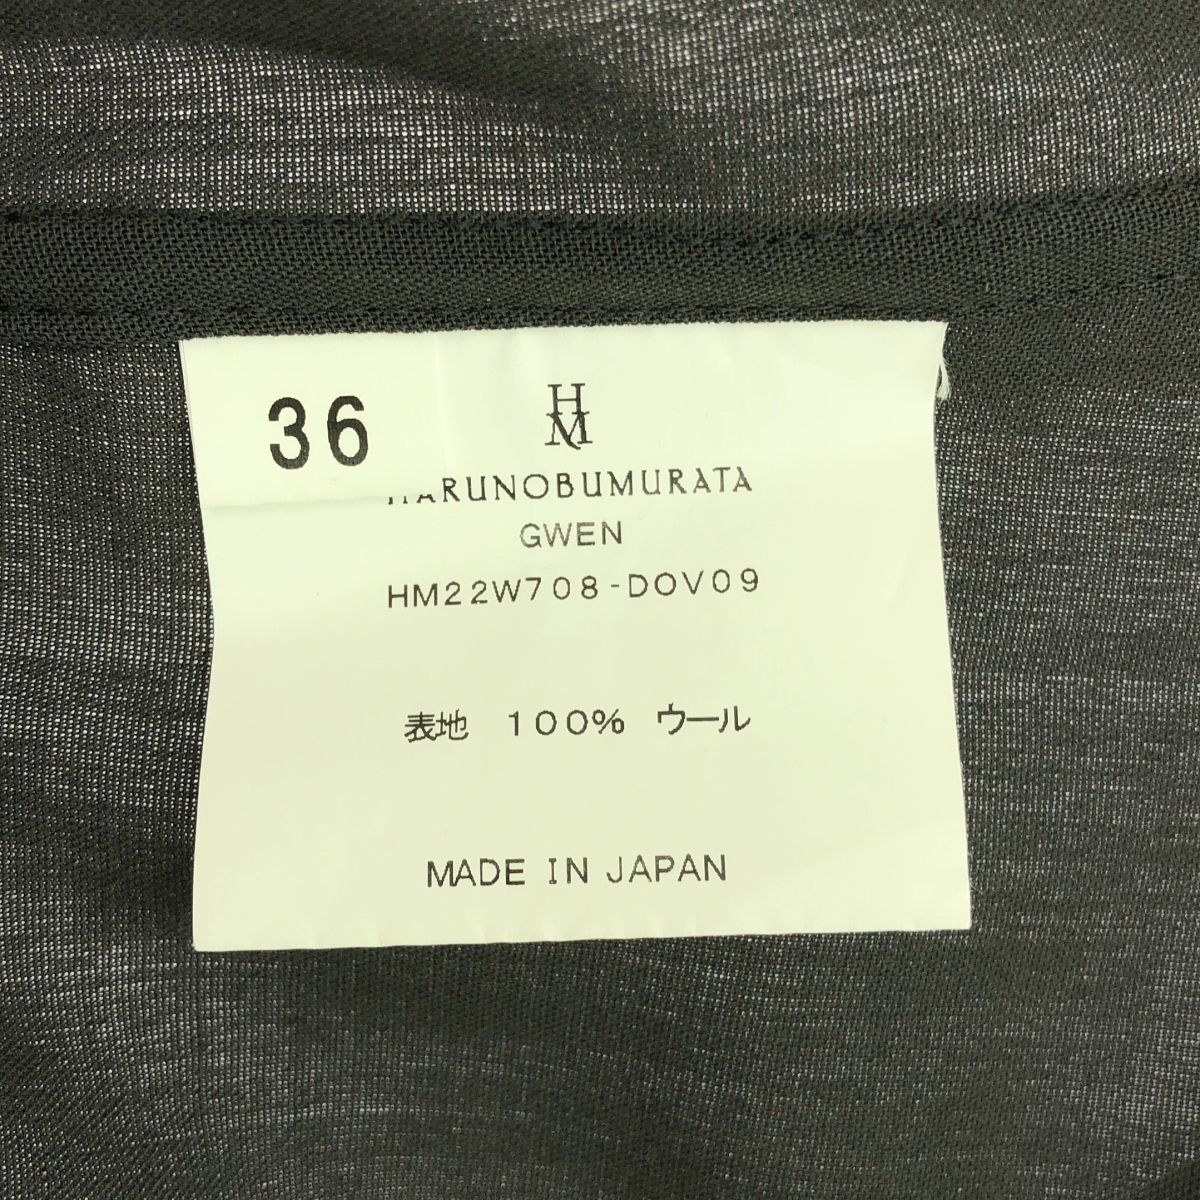 36
HM
HARUNOBUMURATA
GWEN
HM22W708-DOV09
表地 100% ウール
MADE IN JAPAN